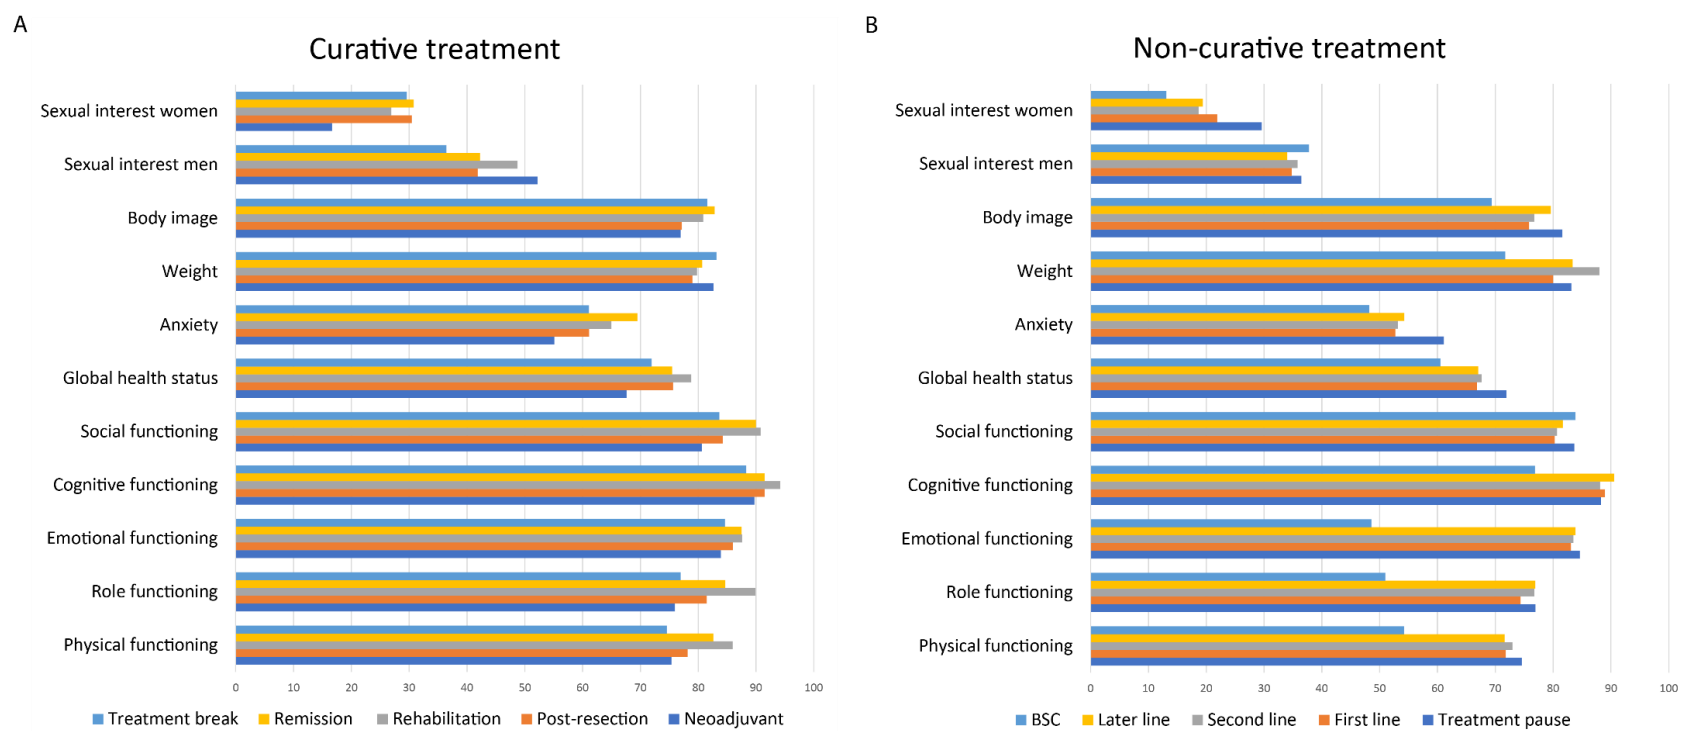 A
Curative treatment
Sexual interest women
Sexual interest men
Body image
Weight
Anxiety
Global health status
Social functioning
Cognitive functioning
Emotional functioning
Role functioning
Physical functioning
0 10 20 30 40 50 60 70 80 90 100
Treatment break Remission Rehabilitation Post-resection Neoadjuvant
B
Non-curative treatment
Sexual interest women
Sexual interest men
Body image
Weight
Anxiety
Global health status
Social functioning
Cognitive functioning
Emotional functioning
Role functioning
Physical functioning
0 10 20 30 40 50 60 70 80 90 100
BSC Later line Second line First line Treatment pause